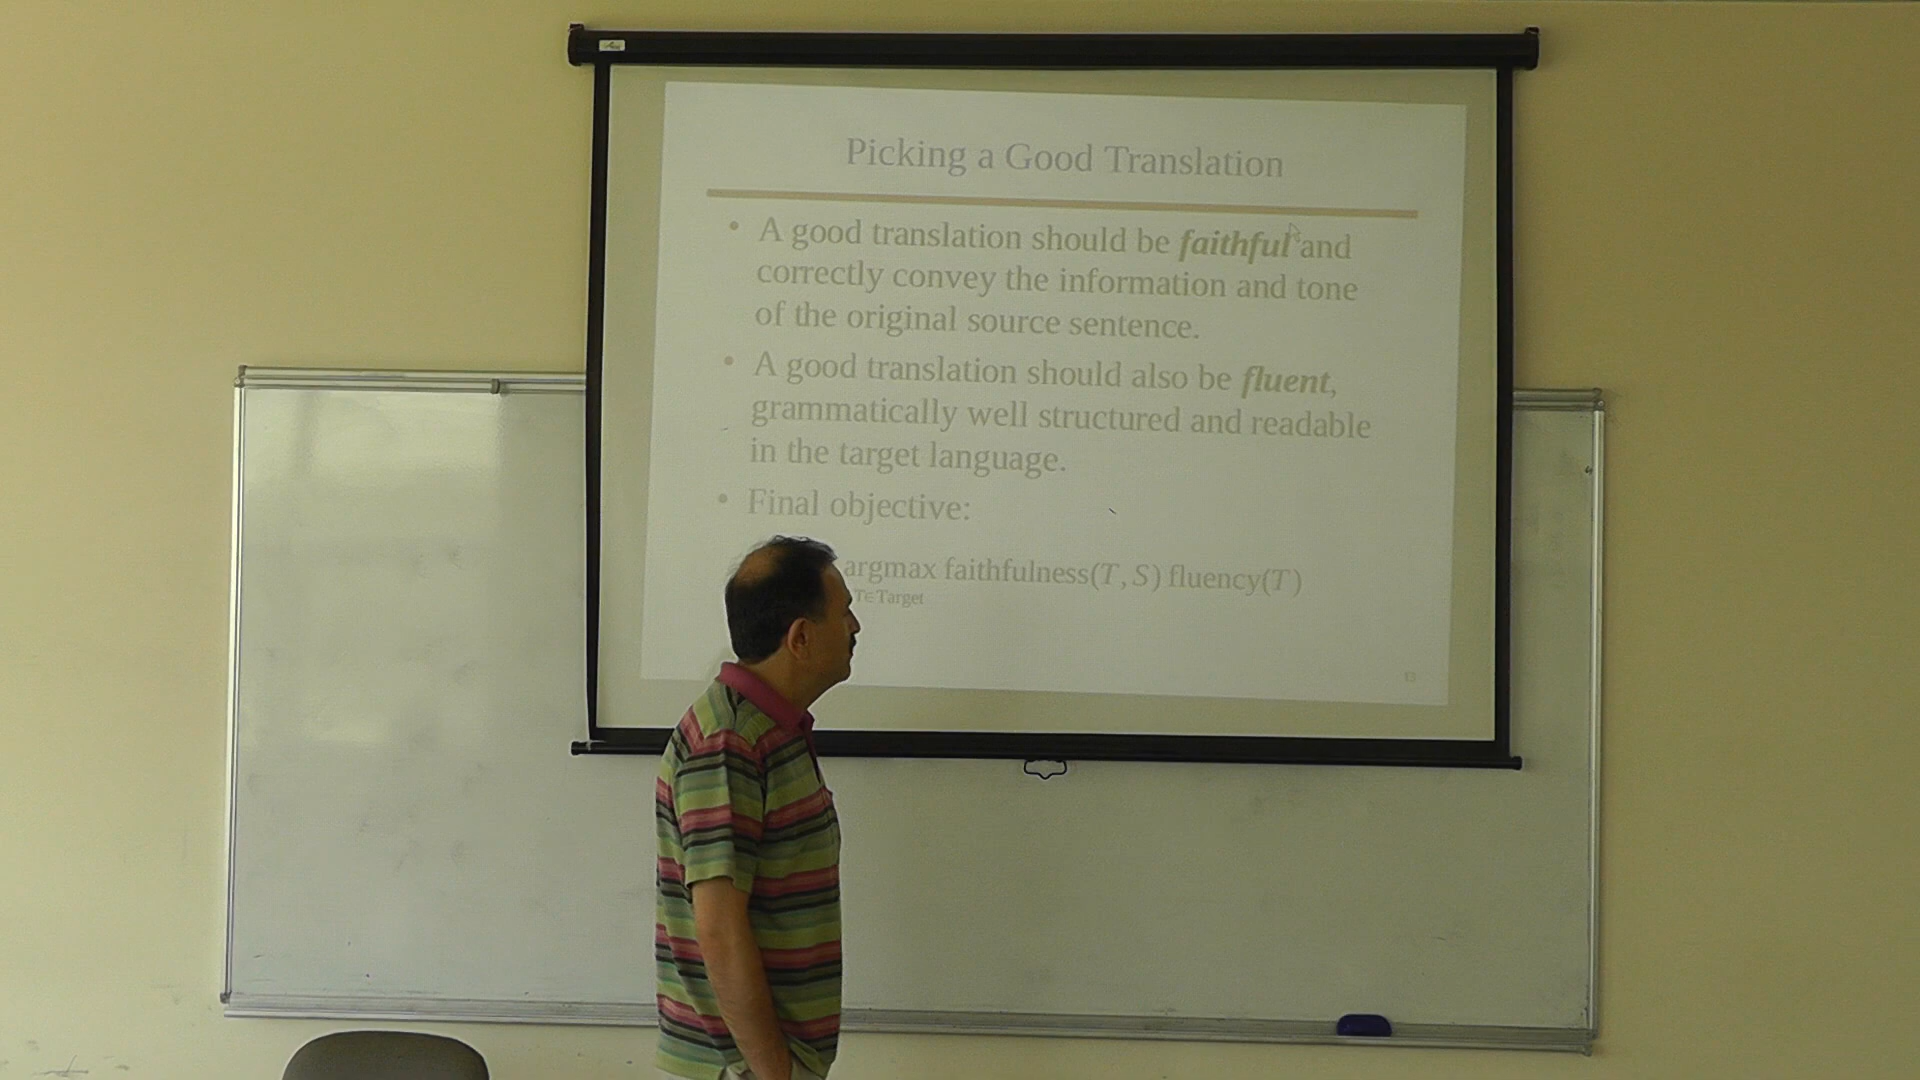 Picking a Good Translation
• A good translation should be faithful and
correctly convey the information and tone
of the original source sentence.
• A good translation should also be fluent,
grammatically well structured and readable
in the target language.
• Final objective:
argmax faithfulness(T, S) fluency(T)
T∈Target
13